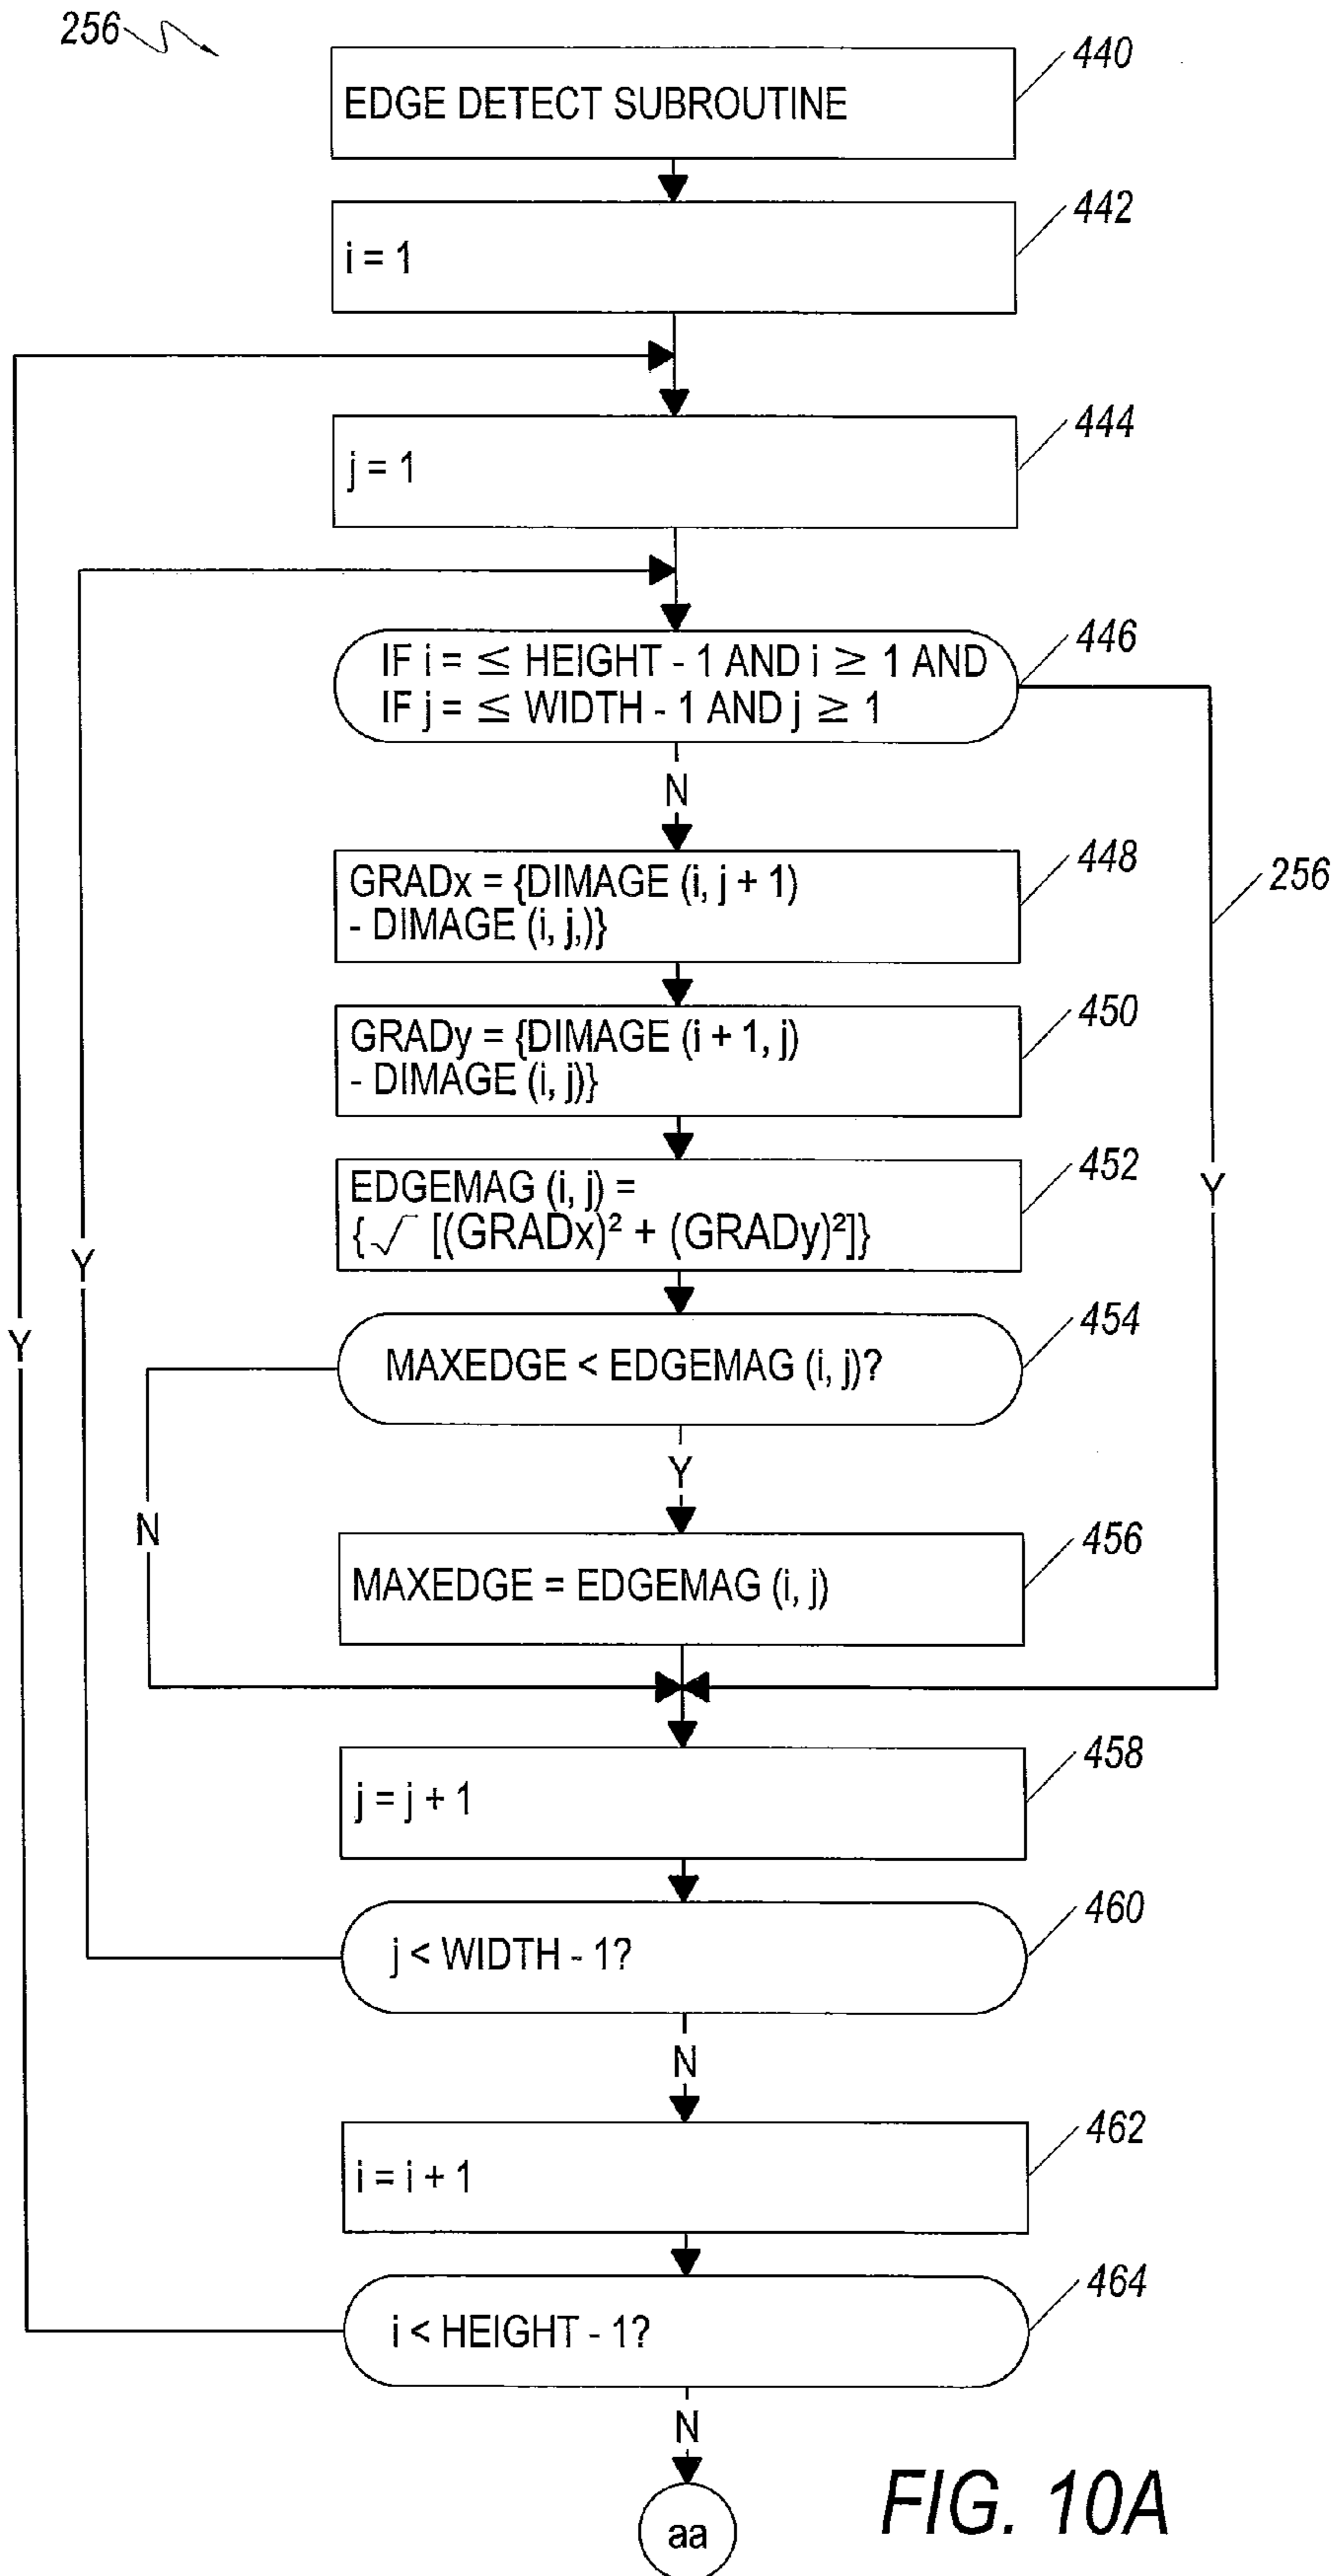 256
EDGE DETECT SUBROUTINE
440
i = 1
442
j = 1
444
IF i = ≤ HEIGHT - 1 AND i ≥ 1 AND
IF j = ≤ WIDTH - 1 AND j ≥ 1
446
N
GRADx = {DIMAGE (i, j + 1)
- DIMAGE (i, j,)}
448
256
GRADy = {DIMAGE (i + 1, j)
- DIMAGE (i, j)}
450
EDGEMAG (i, j) =
{ √ [(GRADx)² + (GRADy)²]}
452
Y
Y
Y
MAXEDGE < EDGEMAG (i, j)?
454
Y
N
MAXEDGE = EDGEMAG (i, j)
456
j = j + 1
458
j < WIDTH - 1?
460
N
i = i + 1
462
i < HEIGHT - 1?
464
N
aa
FIG. 10A